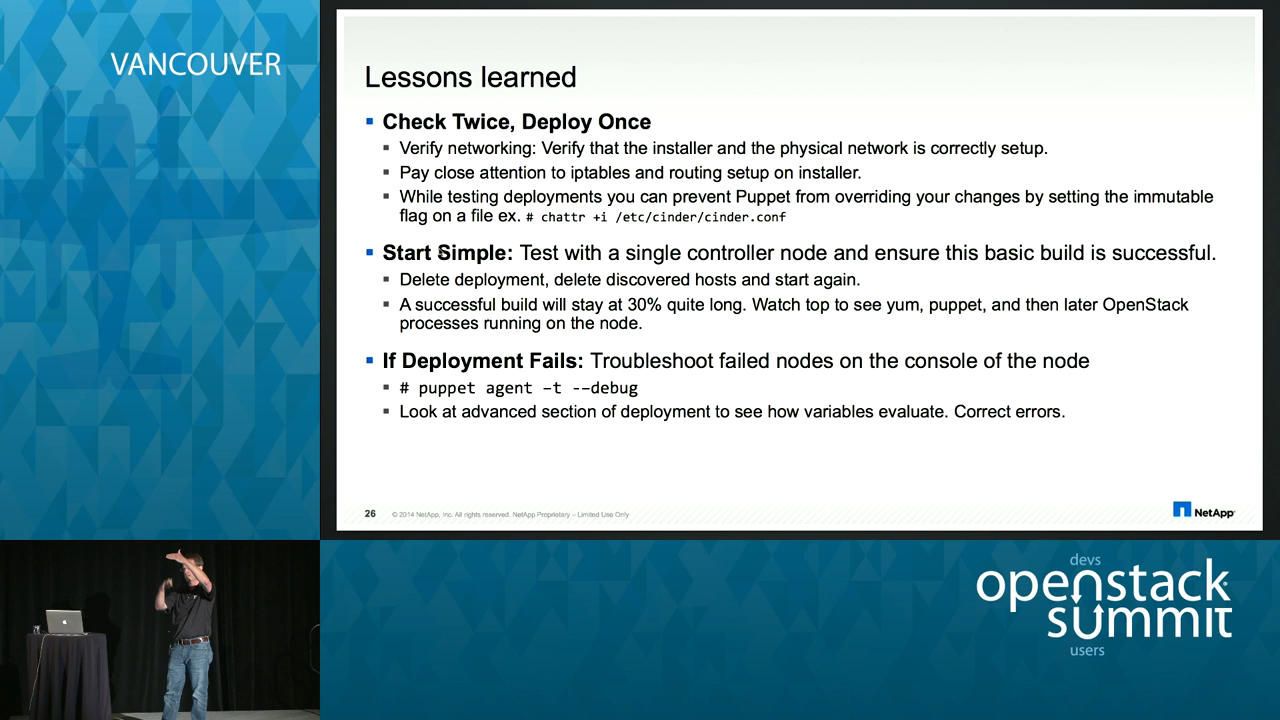 VANCOUVER
Lessons learned
▪ Check Twice, Deploy Once
▪ Verify networking: Verify that the installer and the physical network is correctly setup.
▪ Pay close attention to iptables and routing setup on installer.
▪ While testing deployments you can prevent Puppet from overriding your changes by setting the immutable
flag on a file ex. # chattr +i /etc/cinder/cinder.conf
▪ Start Simple: Test with a single controller node and ensure this basic build is successful.
▪ Delete deployment, delete discovered hosts and start again.
▪ A successful build will stay at 30% quite long. Watch top to see yum, puppet, and then later OpenStack
processes running on the node.
▪ If Deployment Fails: Troubleshoot failed nodes on the console of the node
▪ # puppet agent –t -–debug
▪ Look at advanced section of deployment to see how variables evaluate. Correct errors.
26 © 2014 NetApp, Inc. All rights reserved. NetApp Proprietary – Limited Use Only
NetApp
devs
openstack
summit
users